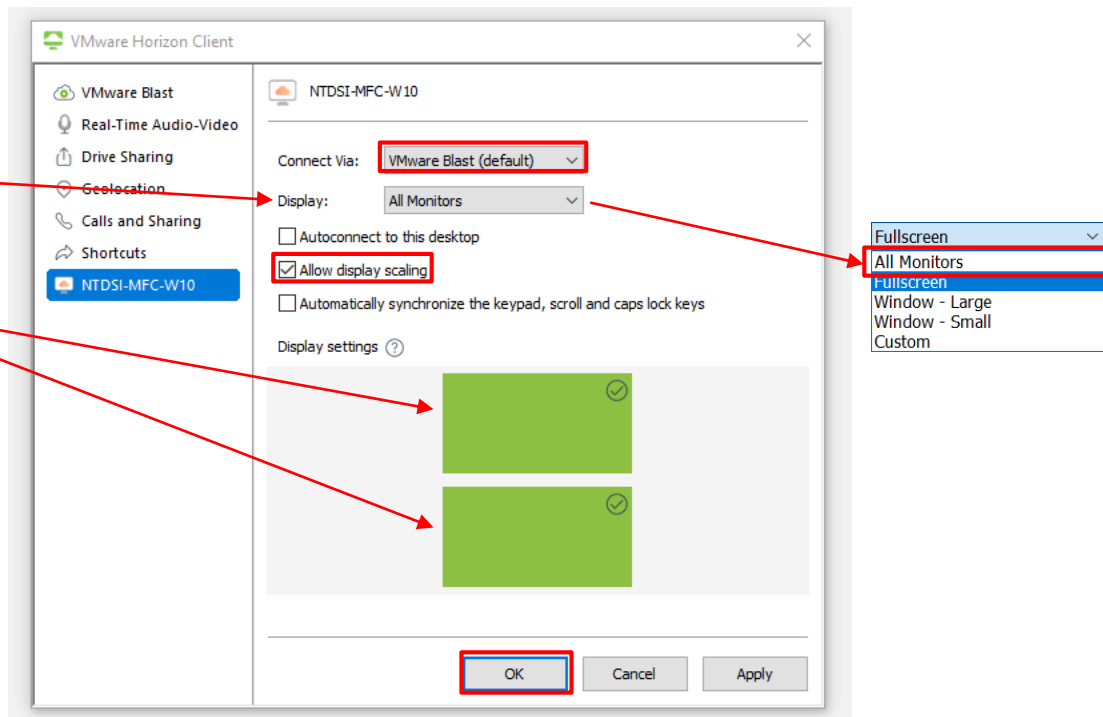 VMware Horizon Client
VMware Blast
Real-Time Audio-Video
Drive Sharing
Geolocation
Calls and Sharing
Shortcuts
NTDSI-MFC-W10
NTDSI-MFC-W10
Connect Via: VMware Blast (default)
Display: All Monitors
Autoconnect to this desktop
Allow display scaling
Automatically synchronize the keypad, scroll and caps lock keys
Display settings ?
OK Cancel Apply
Fullscreen
All Monitors
Fullscreen
Window - Large
Window - Small
Custom